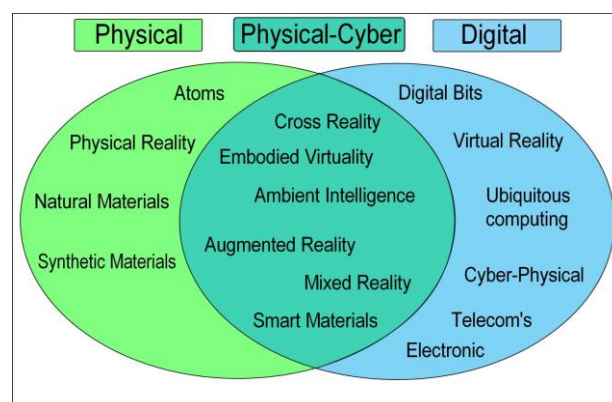 Physical
Physical-Cyber
Digital
Atoms
Physical Reality
Natural Materials
Synthetic Materials
Cross Reality
Embodied Virtuality
Ambient Intelligence
Augmented Reality
Mixed Reality
Smart Materials
Digital Bits
Virtual Reality
Ubiquitous
computing
Cyber-Physical
Telecom's
Electronic